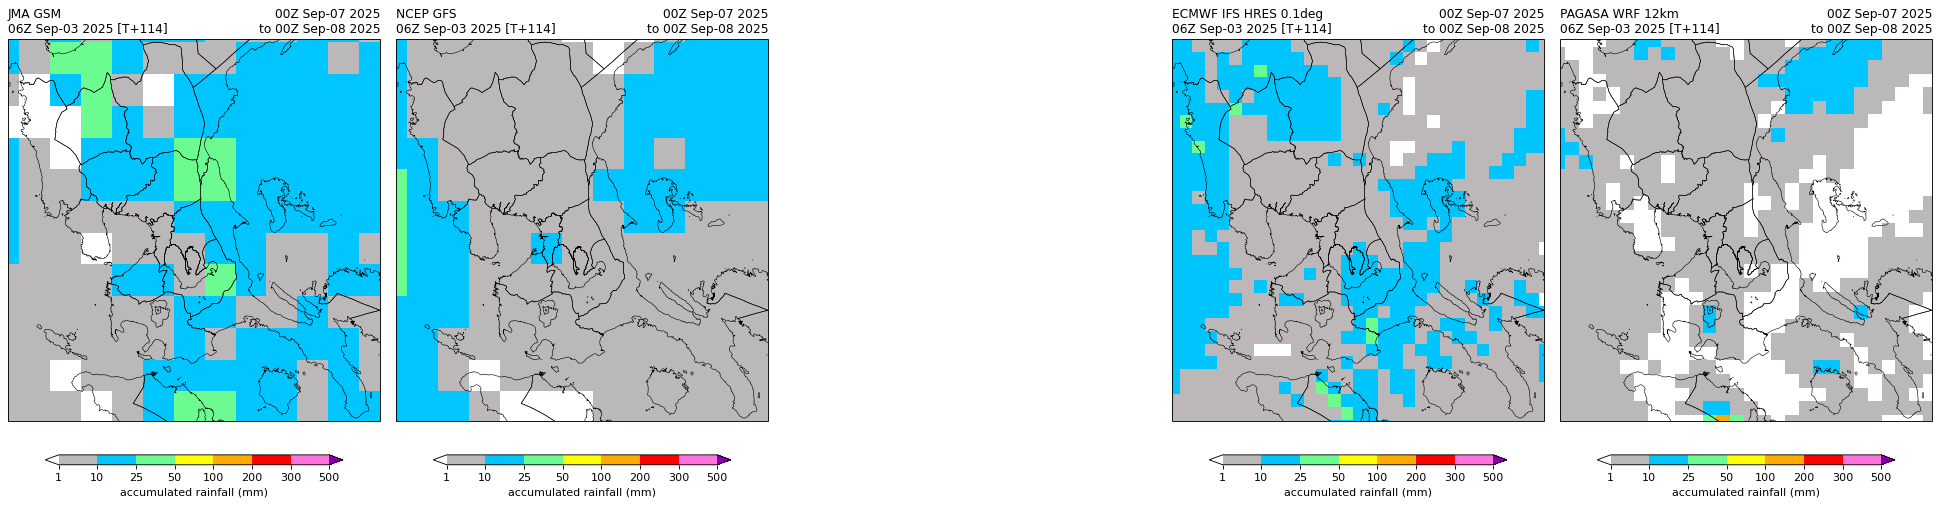 JMA GSM 00Z Sep-07 2025
06Z Sep-03 2025 [T+114] to 00Z Sep-08 2025
1 10 25 50 100 200 300 500
accumulated rainfall (mm)
NCEP GFS 00Z Sep-07 2025
06Z Sep-03 2025 [T+114] to 00Z Sep-08 2025
1 10 25 50 100 200 300 500
accumulated rainfall (mm)
ECMWF IFS HRES 0.1deg 00Z Sep-07 2025
06Z Sep-03 2025 [T+114] to 00Z Sep-08 2025
1 10 25 50 100 200 300 500
accumulated rainfall (mm)
PAGASA WRF 12km 00Z Sep-07 2025
06Z Sep-03 2025 [T+114] to 00Z Sep-08 2025
1 10 25 50 100 200 300 500
accumulated rainfall (mm)